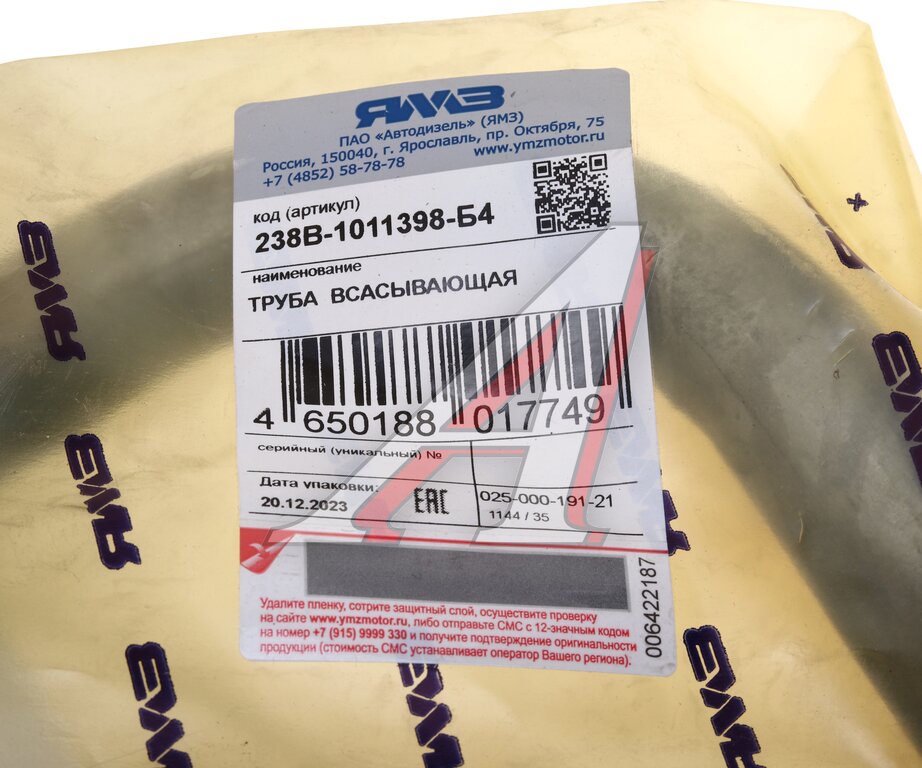 ЯМЗ
ПАО «Автодизель» (ЯМЗ)
Россия, 150040, г. Ярославль, пр. Октября, 75
+7 (4852) 58-78-78
www.ymzmotor.ru
код (артикул)
238В-1011398-Б4
наименование
ТРУБА ВСАСЫВАЮЩАЯ
4 650188 017749
серийный (уникальный) №
Дата упаковки:
20.12.2023
EAC
025-000-191-21
1144 / 35
Удалите пленку, сотрите защитный слой, осуществите проверку
на сайте www.ymzmotor.ru, либо отправьте СМС с 12-значным кодом
на номер +7 (915) 9999 330 и получите подтверждение оригинальности
продукции (стоимость СМС устанавливает оператор Вашего региона).
006422187
ЯМЗ
ЯМЗ
ЯМЗ
ЯМЗ
ЯМЗ
ЯМЗ